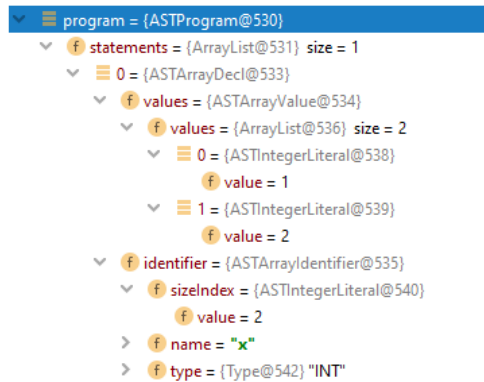 program = {ASTProgram@530}
f statements = {ArrayList@531} size = 1
0 = {ASTArrayDecl@533}
f values = {ASTArrayValue@534}
f values = {ArrayList@536} size = 2
0 = {ASTIntegerLiteral@538}
f value = 1
1 = {ASTIntegerLiteral@539}
f value = 2
f identifier = {ASTArrayIdentifier@535}
f sizeIndex = {ASTIntegerLiteral@540}
f value = 2
f name = "x"
f type = {Type@542} "INT"